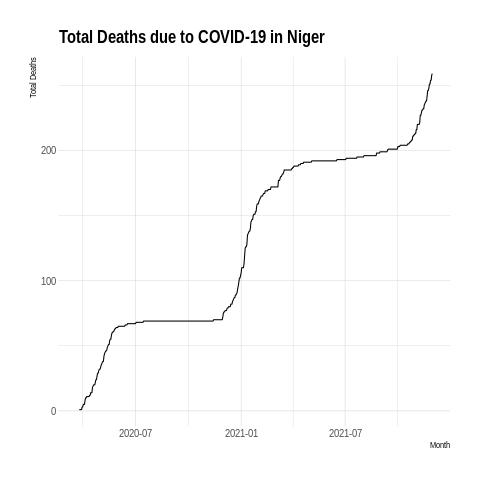 Total Deaths due to COVID-19 in Niger
Total Deaths
200
100
0
2020-07
2021-01
2021-07
Month